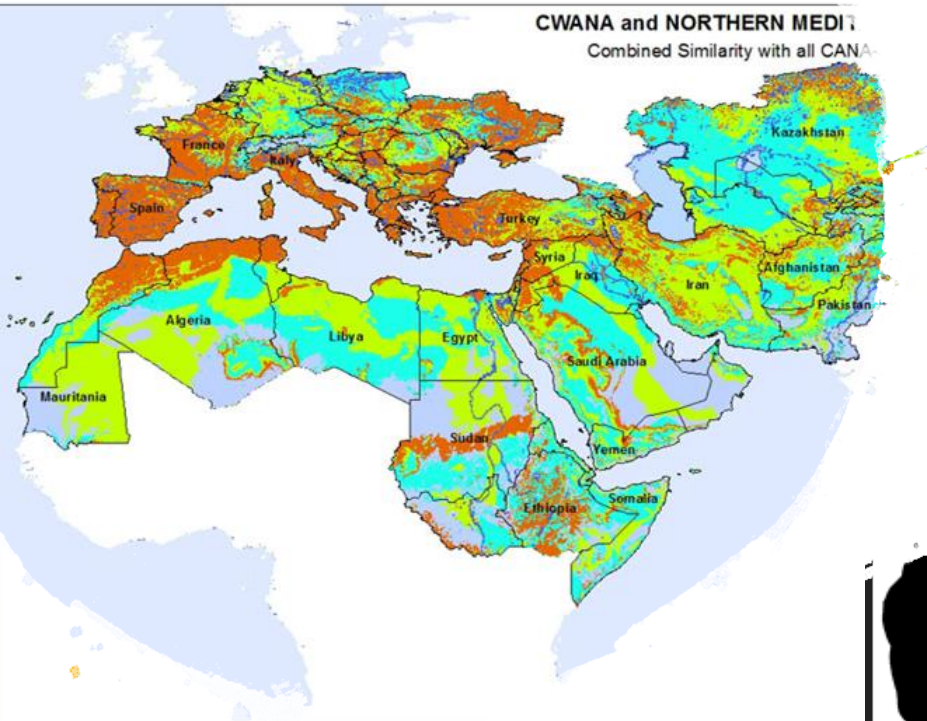 CWANA and NORTHERN MEDIT
Combined Similarity with all CANA-
Kazakhstan
France
Italy
Spain
Turkey
Syria
Iraq
Iran
Afghanistan
Pakistan
Algeria
Libya
Egypt
Saudi Arabia
Mauritania
Sudan
Yemen
Ethiopia
Somalia